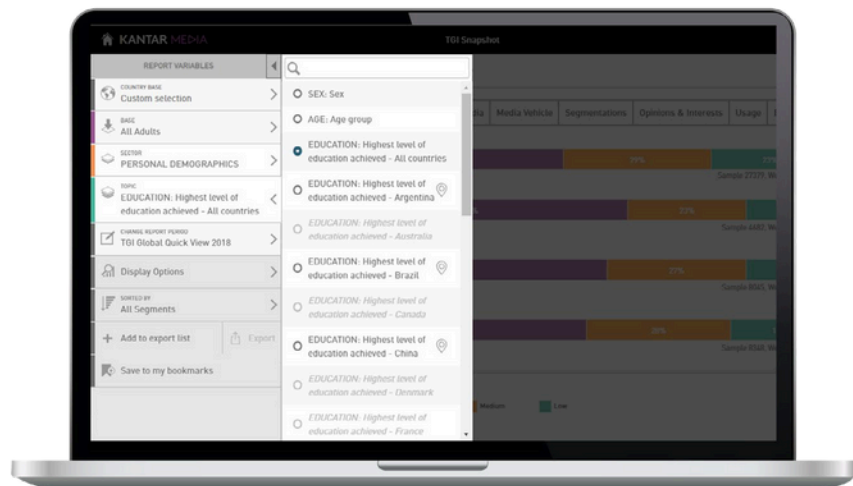 KANTAR MEDIA
TGI Snapshot
REPORT VARIABLES
COUNTRY BASE
Custom selection
BASE
All Adults
SECTOR
PERSONAL DEMOGRAPHICS
TOPIC
EDUCATION: Highest level of
education achieved - All countries
CHANGE REPORT PERIOD
TGI Global Quick View 2018
Display Options
SORTED BY
All Segments
Add to export list
Export
Save to my bookmarks
SEX: Sex
AGE: Age group
EDUCATION: Highest level of
education achieved - All countries
EDUCATION: Highest level of
education achieved - Argentina
EDUCATION: Highest level of
education achieved - Australia
EDUCATION: Highest level of
education achieved - Brazil
EDUCATION: Highest level of
education achieved - Canada
EDUCATION: Highest level of
education achieved - China
EDUCATION: Highest level of
education achieved - Denmark
EDUCATION: Highest level of
education achieved - France
Media Vehicle
Segmentations
Opinions & Interests
Usage
Medium
Low